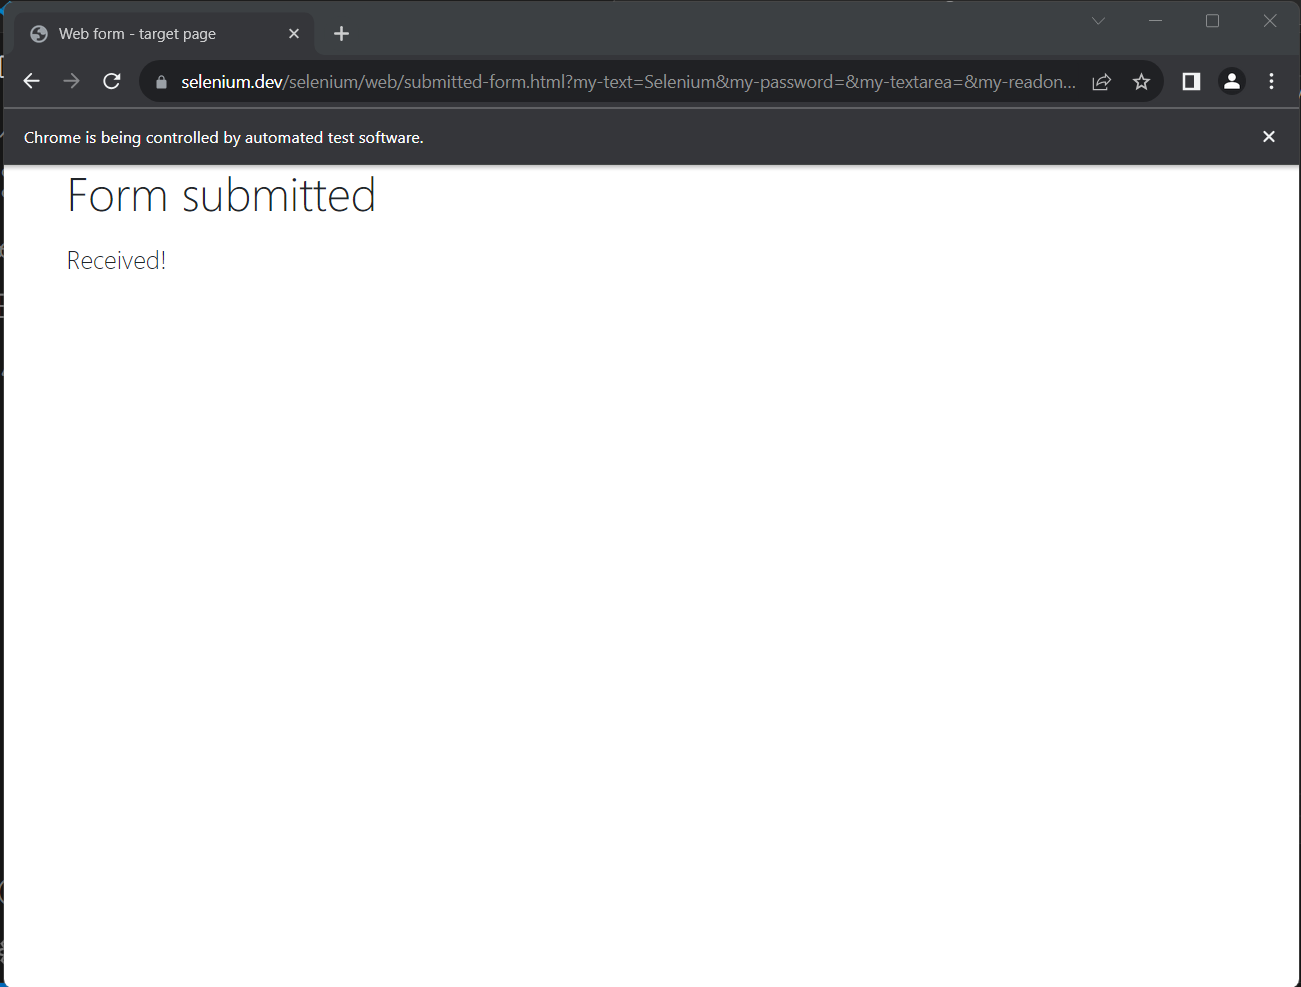 Web form - target page
selenium.dev/selenium/web/submitted-form.html?my-text=Selenium&my-password=&my-textarea=&my-readon...
Chrome is being controlled by automated test software.
Form submitted
Received!